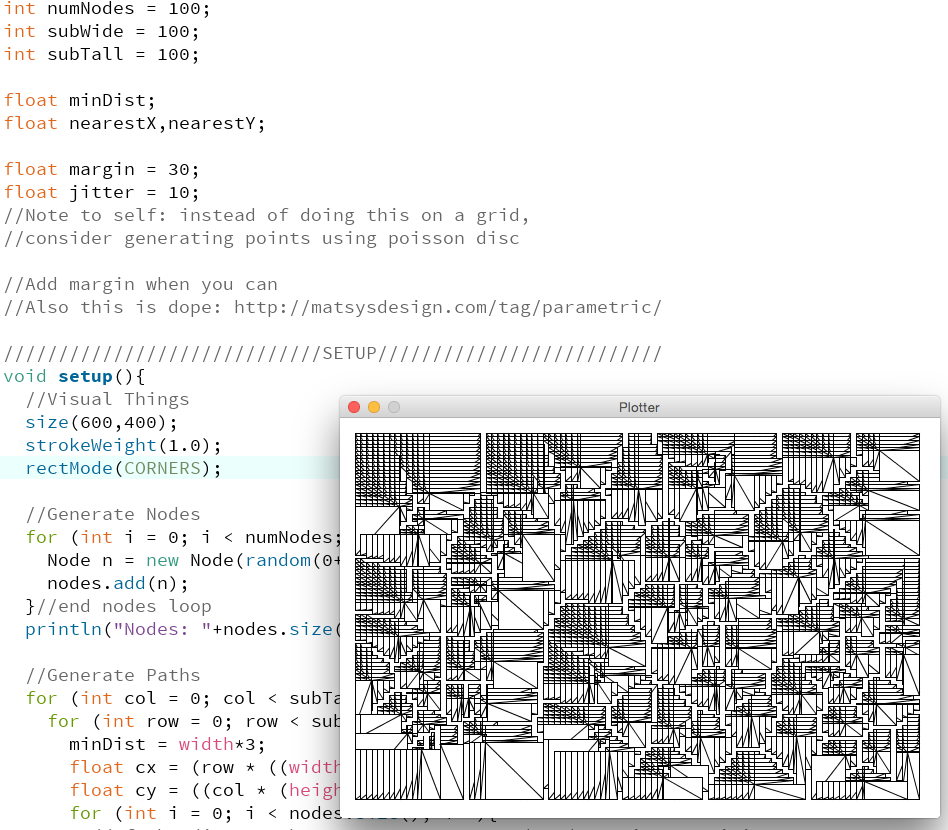 int numNodes = 100;
int subWide = 100;
int subTall = 100;
float minDist;
float nearestX,nearestY;
float margin = 30;
float jitter = 10;
//Note to self: instead of doing this on a grid,
//consider generating points using poisson disc
//Add margin when you can
//Also this is dope: http://matsysdesign.com/tag/parametric/
/////////////////////////////SETUP//////////////////////////
void setup(){
//Visual Things
size(600,400);
strokeWeight(1.0);
rectMode(CORNERS);
Plotter
//Generate Nodes
for (int i = 0; i < numNodes;
Node n = new Node(random(0+
nodes.add(n);
}//end nodes loop
println("Nodes: "+nodes.size(
//Generate Paths
for (int col = 0; col < subTa
for (int row = 0; row < sub
minDist = width*3;
float cx = (row * ((width
float cy = ((col * (heigh
for (int i = 0; i < nodes